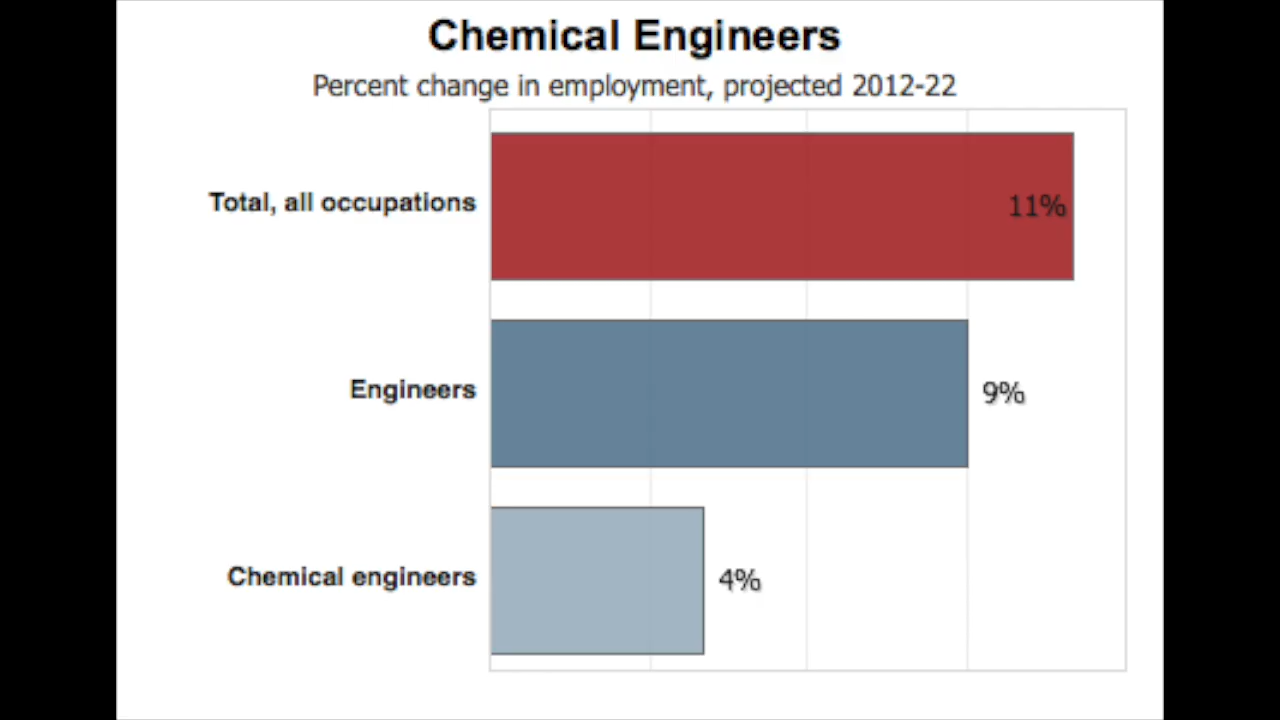 Chemical Engineers
Percent change in employment, projected 2012-22
Total, all occupations
11%
Engineers
9%
Chemical engineers
4%